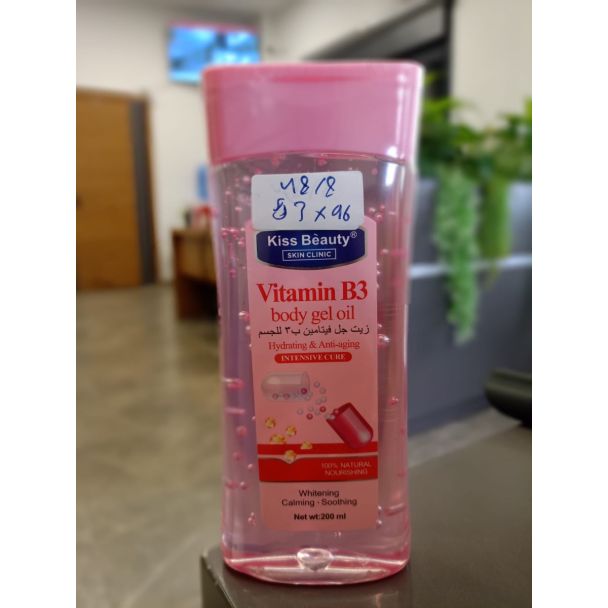 Kiss Bèauty®
SKIN CLINIC
Vitamin B3
body gel oil
زيت جل فيتامين ب٣ للجسم
Hydrating & Anti-aging
INTENSIVE CURE
100% NATURAL
NOURISHING
Whitening
Calming - Soothing
Net wt:200 ml